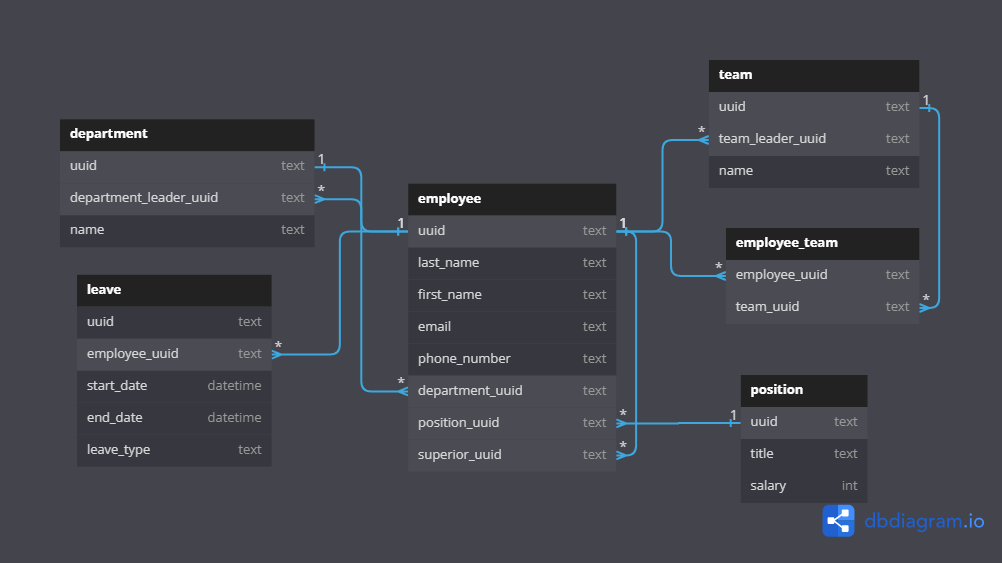 department
uuid text 1
department_leader_uuid text *
name text
leave
uuid text
employee_uuid text *
start_date datetime
end_date datetime
leave_type text
employee
1 uuid text 1
last_name text
first_name text
email text
phone_number text
* department_uuid text
position_uuid text *
superior_uuid text *
team
uuid text 1
* team_leader_uuid text
name text
employee_team
* employee_uuid text
team_uuid text *
position
1 uuid text
title text
salary int
dbdiagram.io